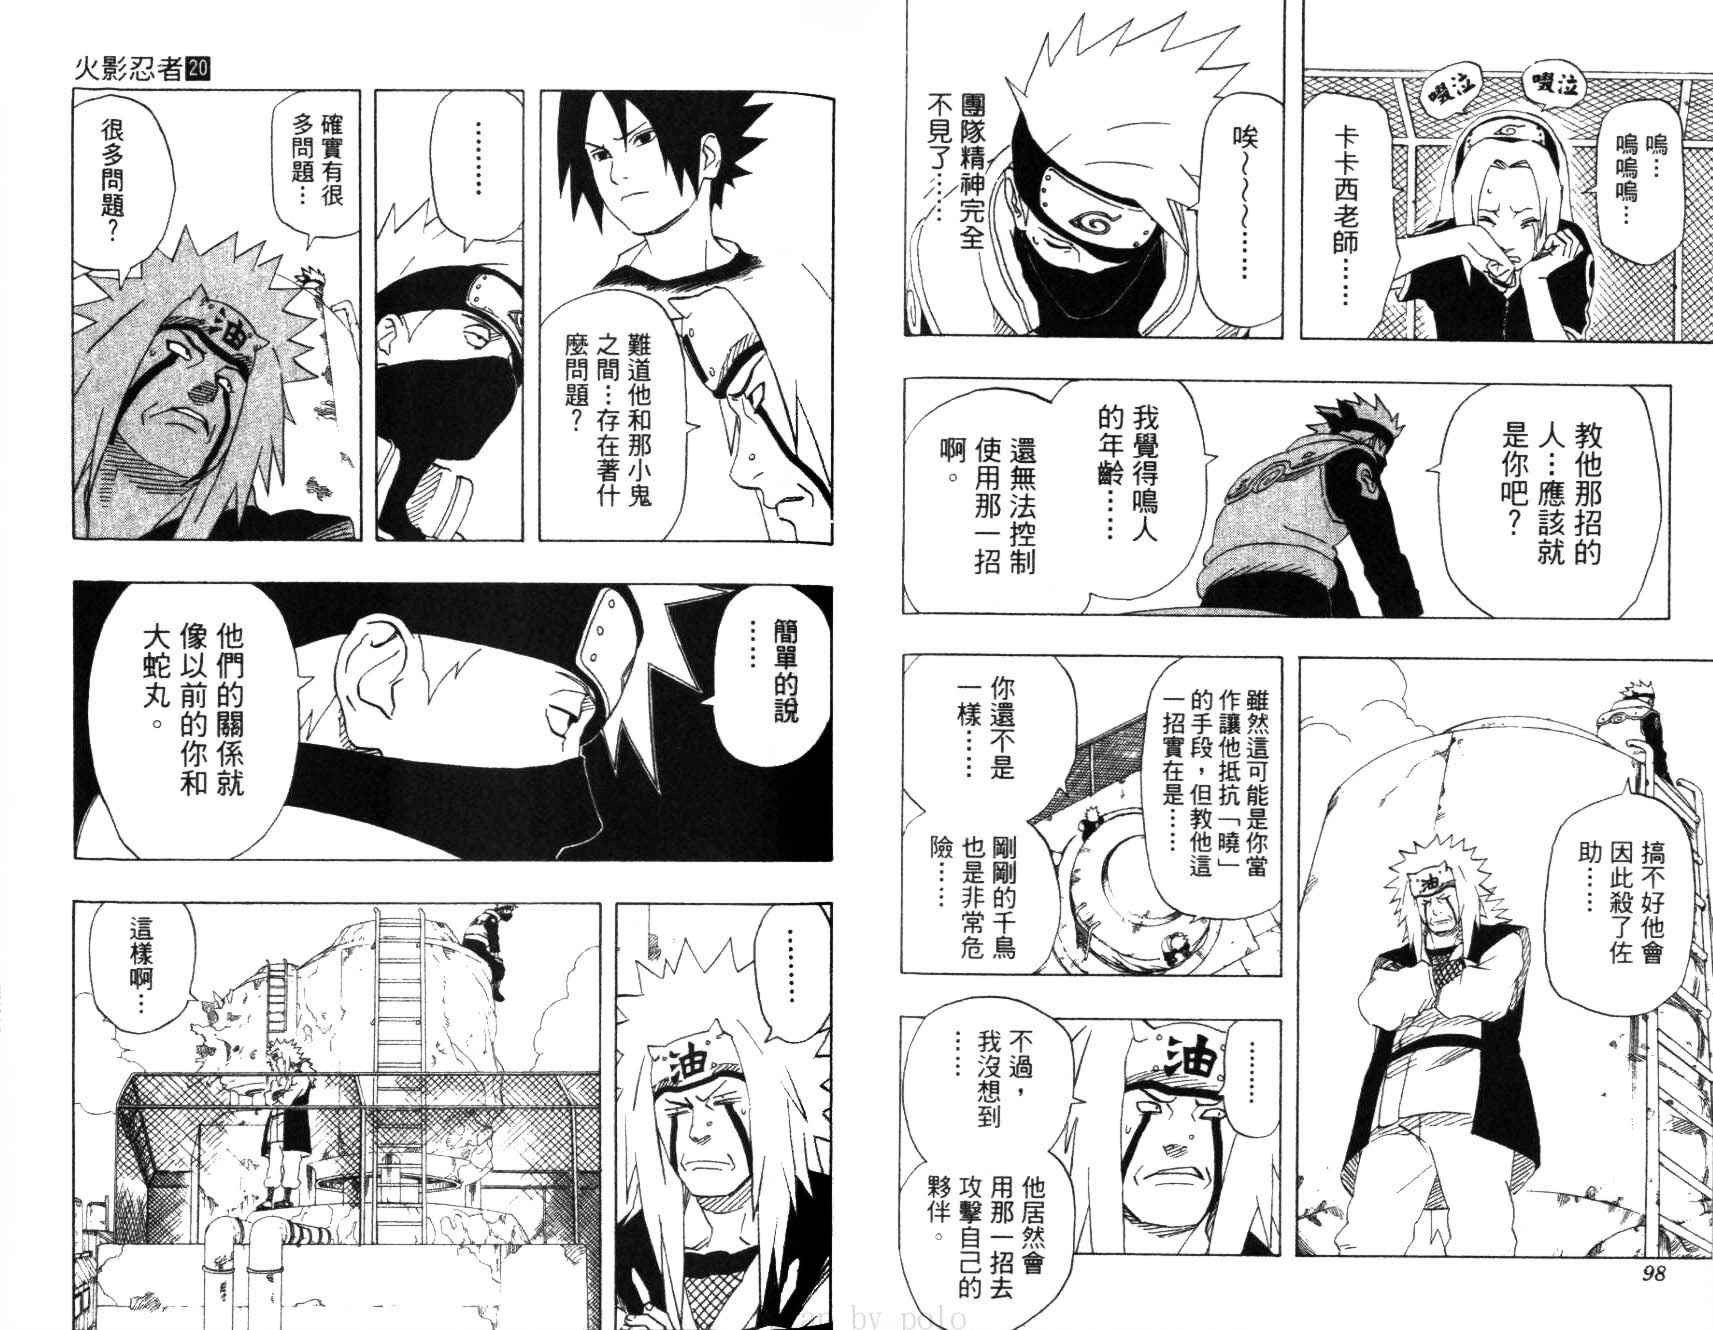 嗚…
嗚嗚嗚…
啜泣
啜泣
卡卡西老師……
唉～～～～……
團隊精神完全
不見了……
教他那招的
人…應該就
是你吧？
我覺得鳴人
的年齡……
還無法控制
使用那一招
啊。
搞不好他會
因此殺了佐
助……
雖然這可能是你當
作讓他抵抗「曉」
的手段，但教他這
一招實在是……
你還不是
一樣……
剛剛的千鳥
也是非常危
險……
………
不過，
我沒想到
……
他居然會
用那一招去
攻擊自己的
夥伴。
油
油
98
火影忍者20
難道他和那小鬼
之間…存在著什
麼問題？
………
確實有很
多問題…
很多問題？
油
簡單的說
……
他們的關係就
像以前的你和
大蛇丸。
………
油
這樣啊…
by polo